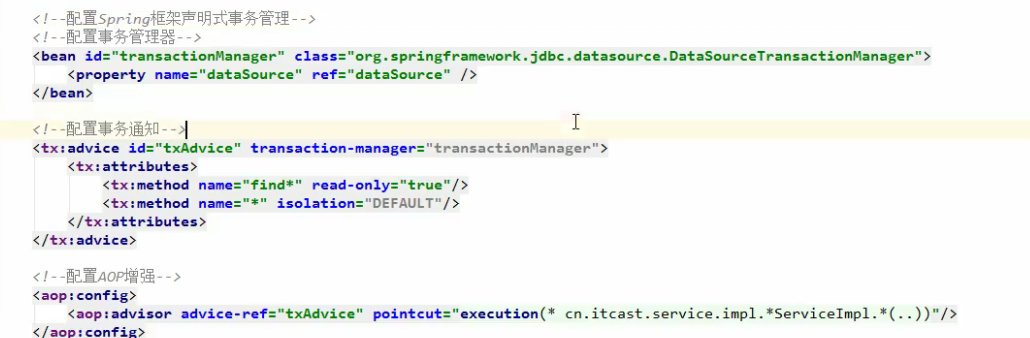 <!--配置Spring框架声明式事务管理-->
<!--配置事务管理器-->
<bean id="transactionManager" class="org.springframework.jdbc.datasource.DataSourceTransactionManager">
<property name="dataSource" ref="dataSource" />
</bean>
<!--配置事务通知-->
<tx:advice id="txAdvice" transaction-manager="transactionManager">
<tx:attributes>
<tx:method name="find*" read-only="true"/>
<tx:method name="*" isolation="DEFAULT"/>
</tx:attributes>
</tx:advice>
<!--配置AOP增强-->
<aop:config>
<aop:advisor advice-ref="txAdvice" pointcut="execution(* cn.itcast.service.impl.*ServiceImpl.*(..))"/>
</aop:config>